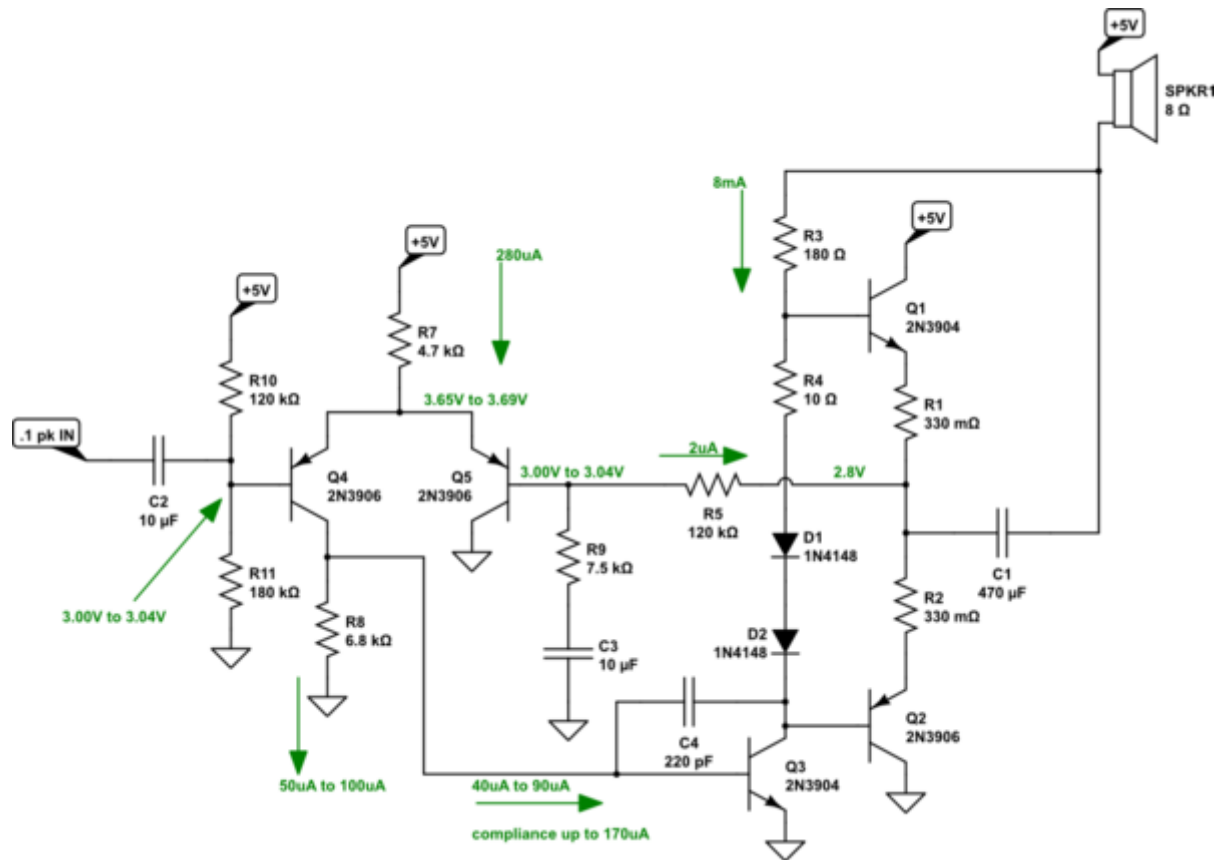 +5V
SPKR1
8 Ω
8mA
+5V
R3
180 Ω
+5V
280uA
+5V
Q1
2N3904
R7
4.7 kΩ
R10
120 kΩ
R4
10 Ω
3.65V to 3.69V
R1
330 mΩ
.1 pk IN
2uA
3.00V to 3.04V
2.8V
Q4
2N3906
Q5
2N3906
C2
10 µF
R5
120 kΩ
D1
1N4148
R9
7.5 kΩ
C1
470 µF
R11
180 kΩ
3.00V to 3.04V
R8
6.8 kΩ
R2
330 mΩ
D2
1N4148
C3
10 µF
Q2
2N3906
C4
220 pF
Q3
2N3904
50uA to 100uA
40uA to 90uA
compliance up to 170uA